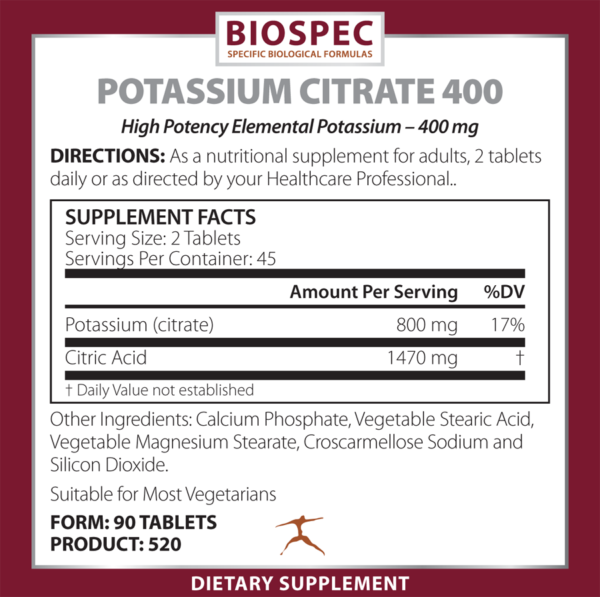 BIOSPEC
SPECIFIC BIOLOGICAL FORMULAS
POTASSIUM CITRATE 400
High Potency Elemental Potassium – 400 mg
DIRECTIONS: As a nutritional supplement for adults, 2 tablets
daily or as directed by your Healthcare Professional..
SUPPLEMENT FACTS
Serving Size: 2 Tablets
Servings Per Container: 45
Amount Per Serving %DV
Potassium (citrate) 800 mg 17%
Citric Acid 1470 mg †
† Daily Value not established
Other Ingredients: Calcium Phosphate, Vegetable Stearic Acid,
Vegetable Magnesium Stearate, Croscarmellose Sodium and
Silicon Dioxide.
Suitable for Most Vegetarians
FORM: 90 TABLETS
PRODUCT: 520
DIETARY SUPPLEMENT